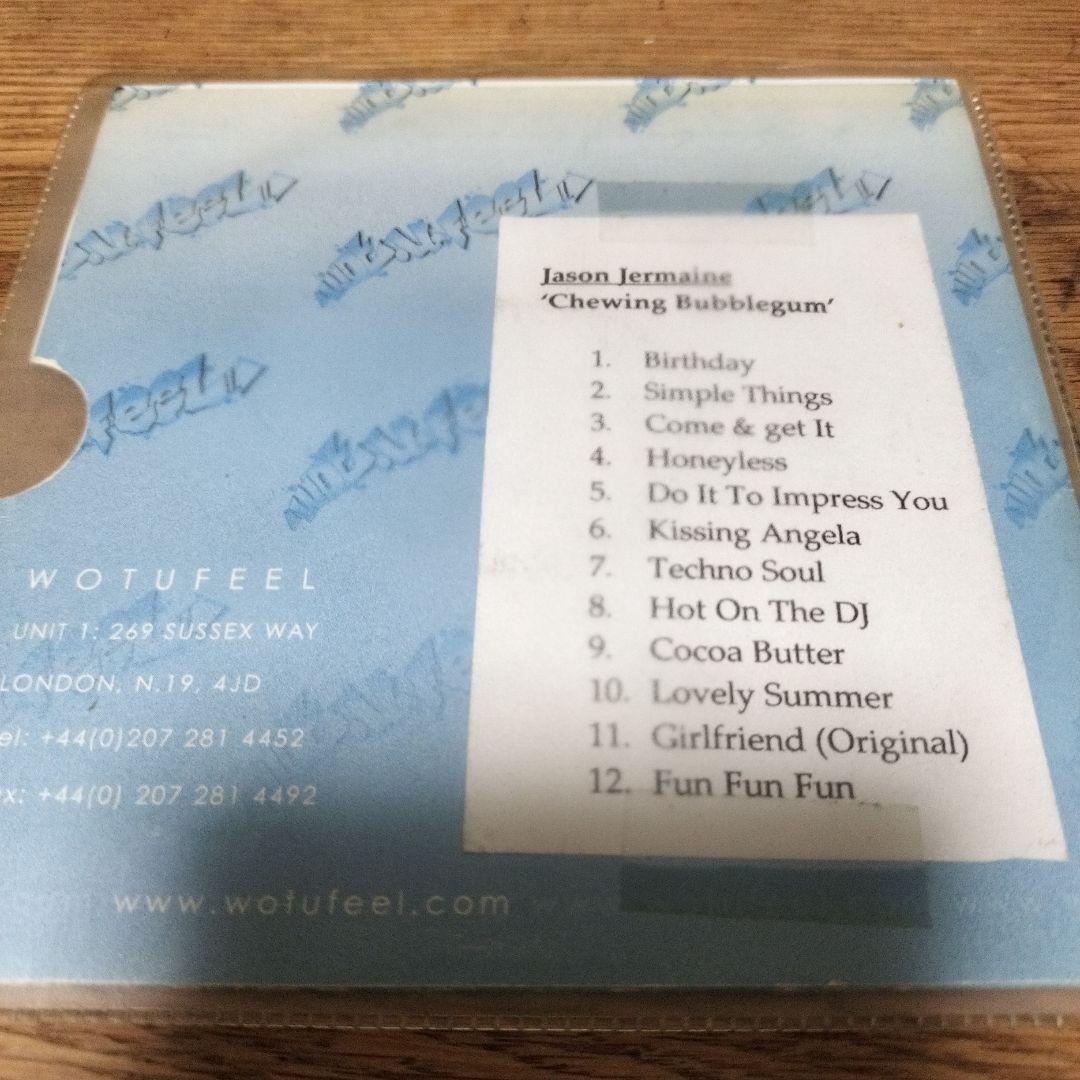 Jason Jermaine
‘Chewing Bubblegum’
1. Birthday
2. Simple Things
3. Come & get It
4. Honeyless
5. Do It To Impress You
6. Kissing Angela
7. Techno Soul
8. Hot On The DJ
9. Cocoa Butter
10. Lovely Summer
11. Girlfriend (Original)
12. Fun Fun Fun
WOTUFEEL
UNIT 1: 269 SUSSEX WAY
LONDON, N.19, 4JD
el: +44(0)207 281 4452
x: +44(0) 207 281 4492
www.wotufeel.com